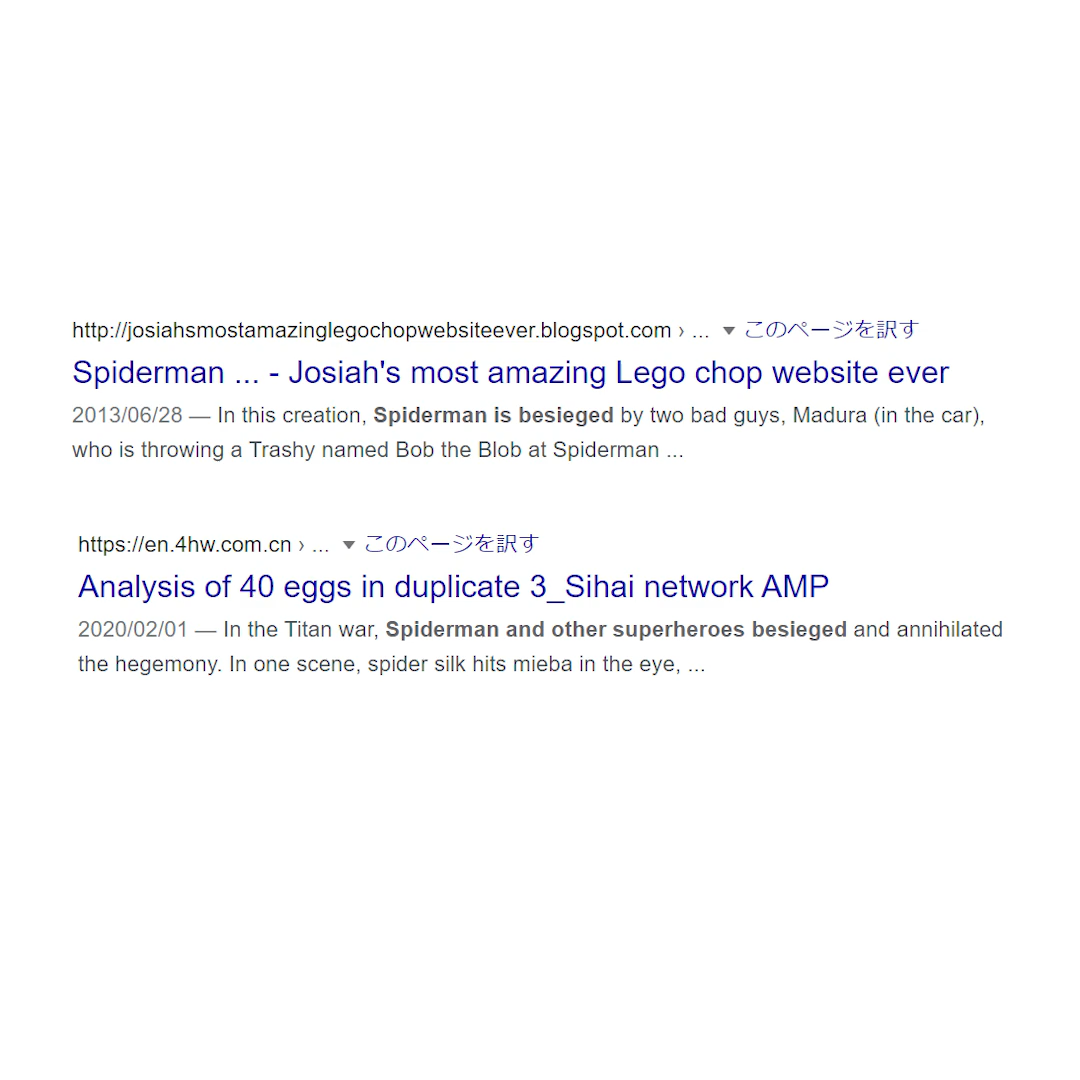 http://josiahsmostamazinglegochopwebsiteever.blogspot.com › ... ▼ このページを訳す
Spiderman ... - Josiah's most amazing Lego chop website ever
2013/06/28 — In this creation, Spiderman is besieged by two bad guys, Madura (in the car),
who is throwing a Trashy named Bob the Blob at Spiderman ...
https://en.4hw.com.cn › ... ▼ このページを訳す
Analysis of 40 eggs in duplicate 3_Sihai network AMP
2020/02/01 — In the Titan war, Spiderman and other superheroes besieged and annihilated
the hegemony. In one scene, spider silk hits mieba in the eye, ...